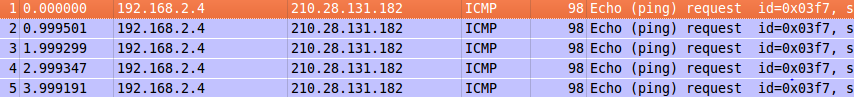 1 0.000000 192.168.2.4 210.28.131.182 ICMP 98 Echo (ping) request id=0x03f7, s
2 0.999501 192.168.2.4 210.28.131.182 ICMP 98 Echo (ping) request id=0x03f7, s
3 1.999299 192.168.2.4 210.28.131.182 ICMP 98 Echo (ping) request id=0x03f7, s
4 2.999347 192.168.2.4 210.28.131.182 ICMP 98 Echo (ping) request id=0x03f7, s
5 3.999191 192.168.2.4 210.28.131.182 ICMP 98 Echo (ping) request id=0x03f7, s